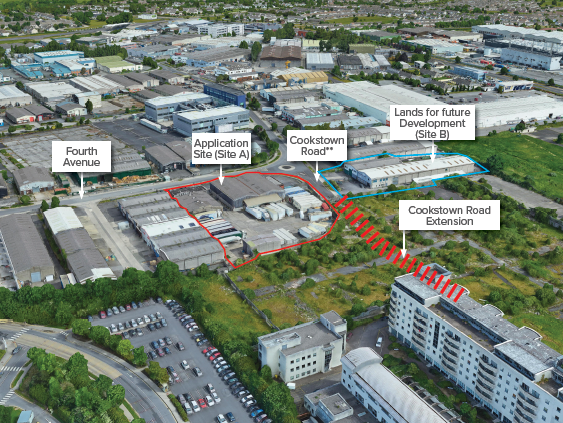 Lands for future
Development
(Site B)
Application
Site (Site A)
Cookstown
Road**
Fourth
Avenue
Cookstown Road
Extension